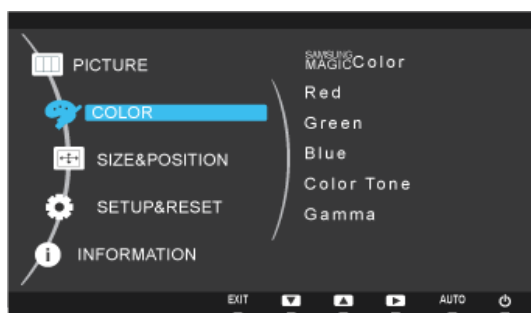 PICTURE
COLOR
SIZE&POSITION
SETUP&RESET
INFORMATION
SAMSUNG
MAGIC Color
Red
Green
Blue
Color Tone
Gamma
EXIT AUTO